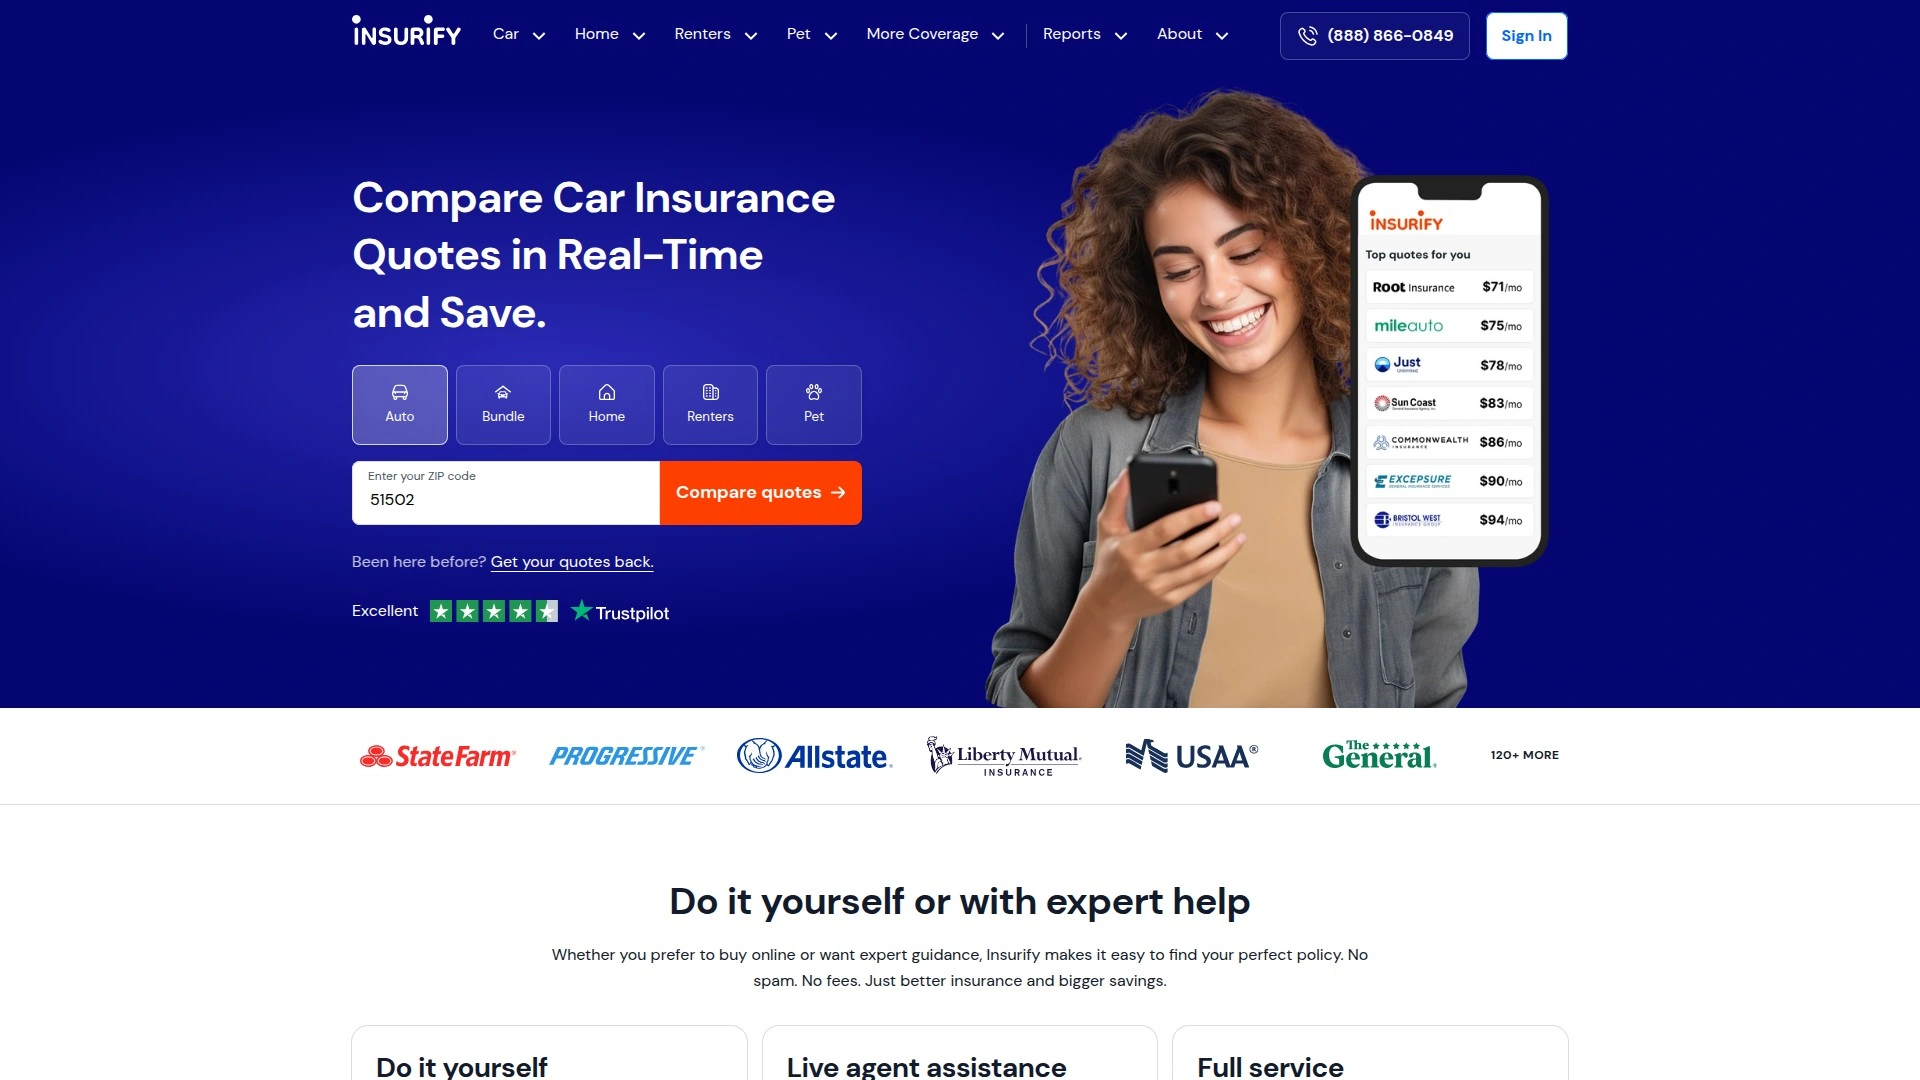 INSURIFY
Car
Home
Renters
Pet
More Coverage
Reports
About
(888) 866-0849
Sign In
Compare Car Insurance
Quotes in Real-Time
and Save.
Auto
Bundle
Home
Renters
Pet
Enter your ZIP code
51502
Compare quotes
Been here before? Get your quotes back.
Excellent
Trustpilot
INSURIFY
Top quotes for you
Root Insurance $71/mo
mileauto $75/mo
Just $78/mo
Sun Coast $83/mo
COMMONWEALTH $86/mo
INSURANCE
EXCEPSURE $90/mo
BRISTOL WEST $94/mo
INSURANCE GROUP
StateFarm
PROGRESSIVE
Allstate
Liberty Mutual
INSURANCE
USAA®
The General
120+ MORE
Do it yourself or with expert help
Whether you prefer to buy online or want expert guidance, Insurify makes it easy to find your perfect policy. No
spam. No fees. Just better insurance and bigger savings.
Do it yourself
Live agent assistance
Full service